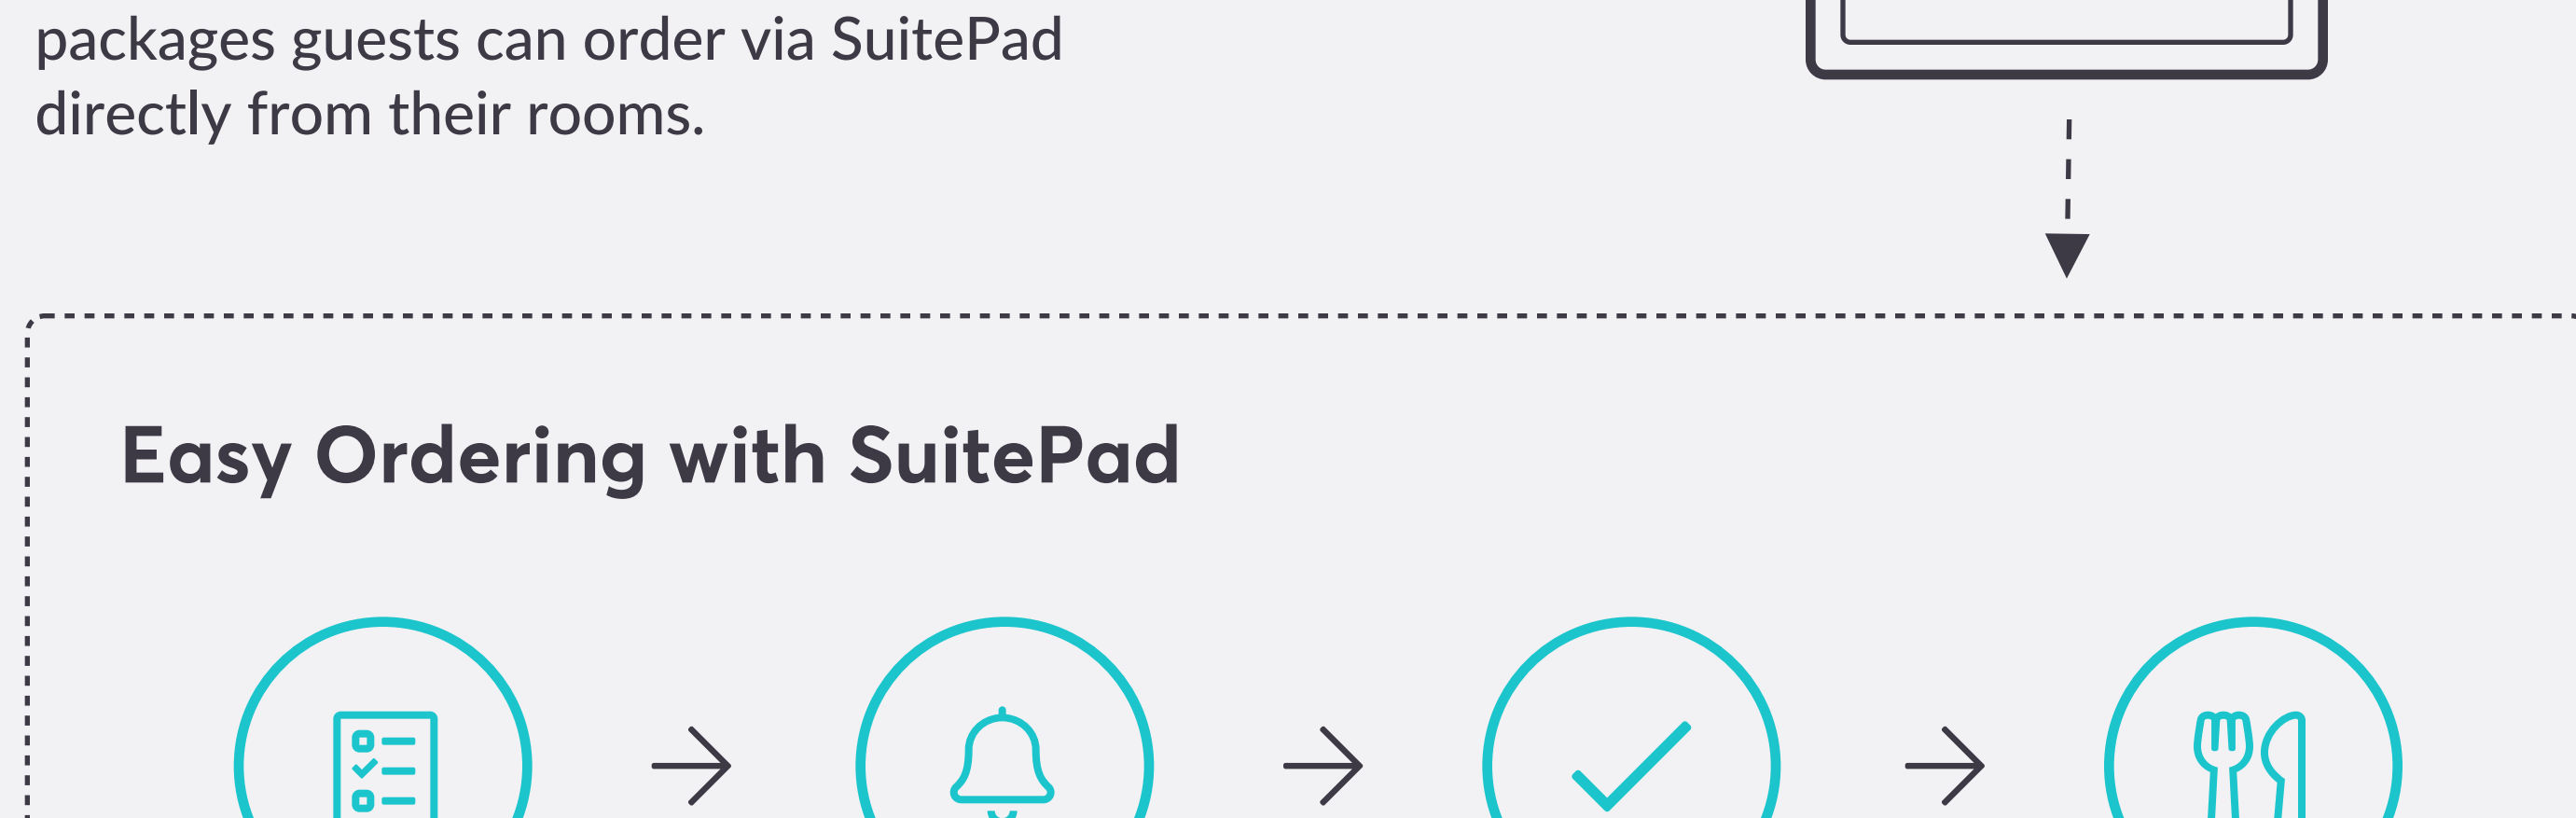 packages guests can order via SuitePad
directly from their rooms.
Easy Ordering with SuitePad